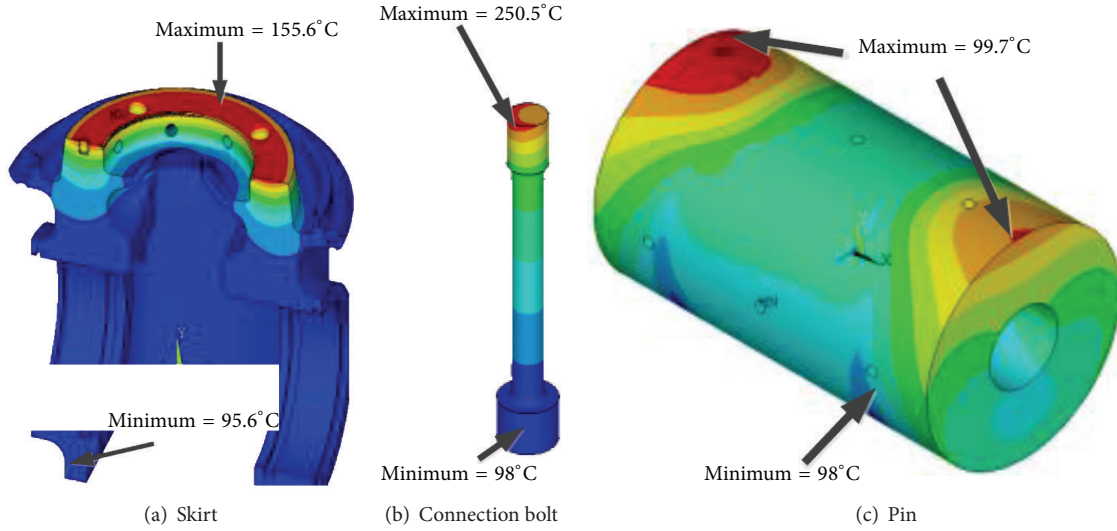 Maximum = 155.6°C
Minimum = 95.6°C
(a) Skirt
Maximum = 250.5°C
Minimum = 98°C
(b) Connection bolt
Maximum = 99.7°C
Minimum = 98°C
(c) Pin
Y
X